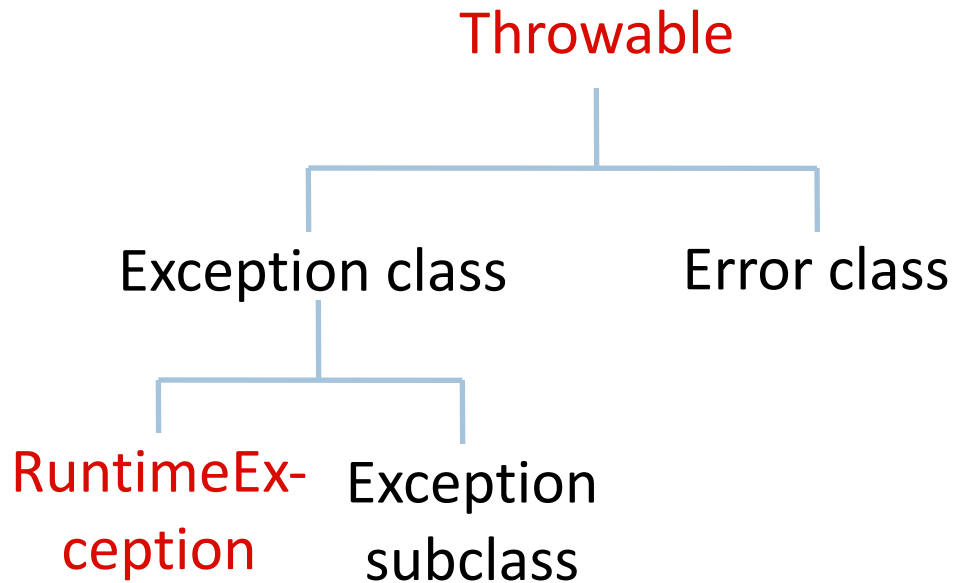 Throwable
Exception class
Error class
RuntimeEx-
ception
Exception
subclass